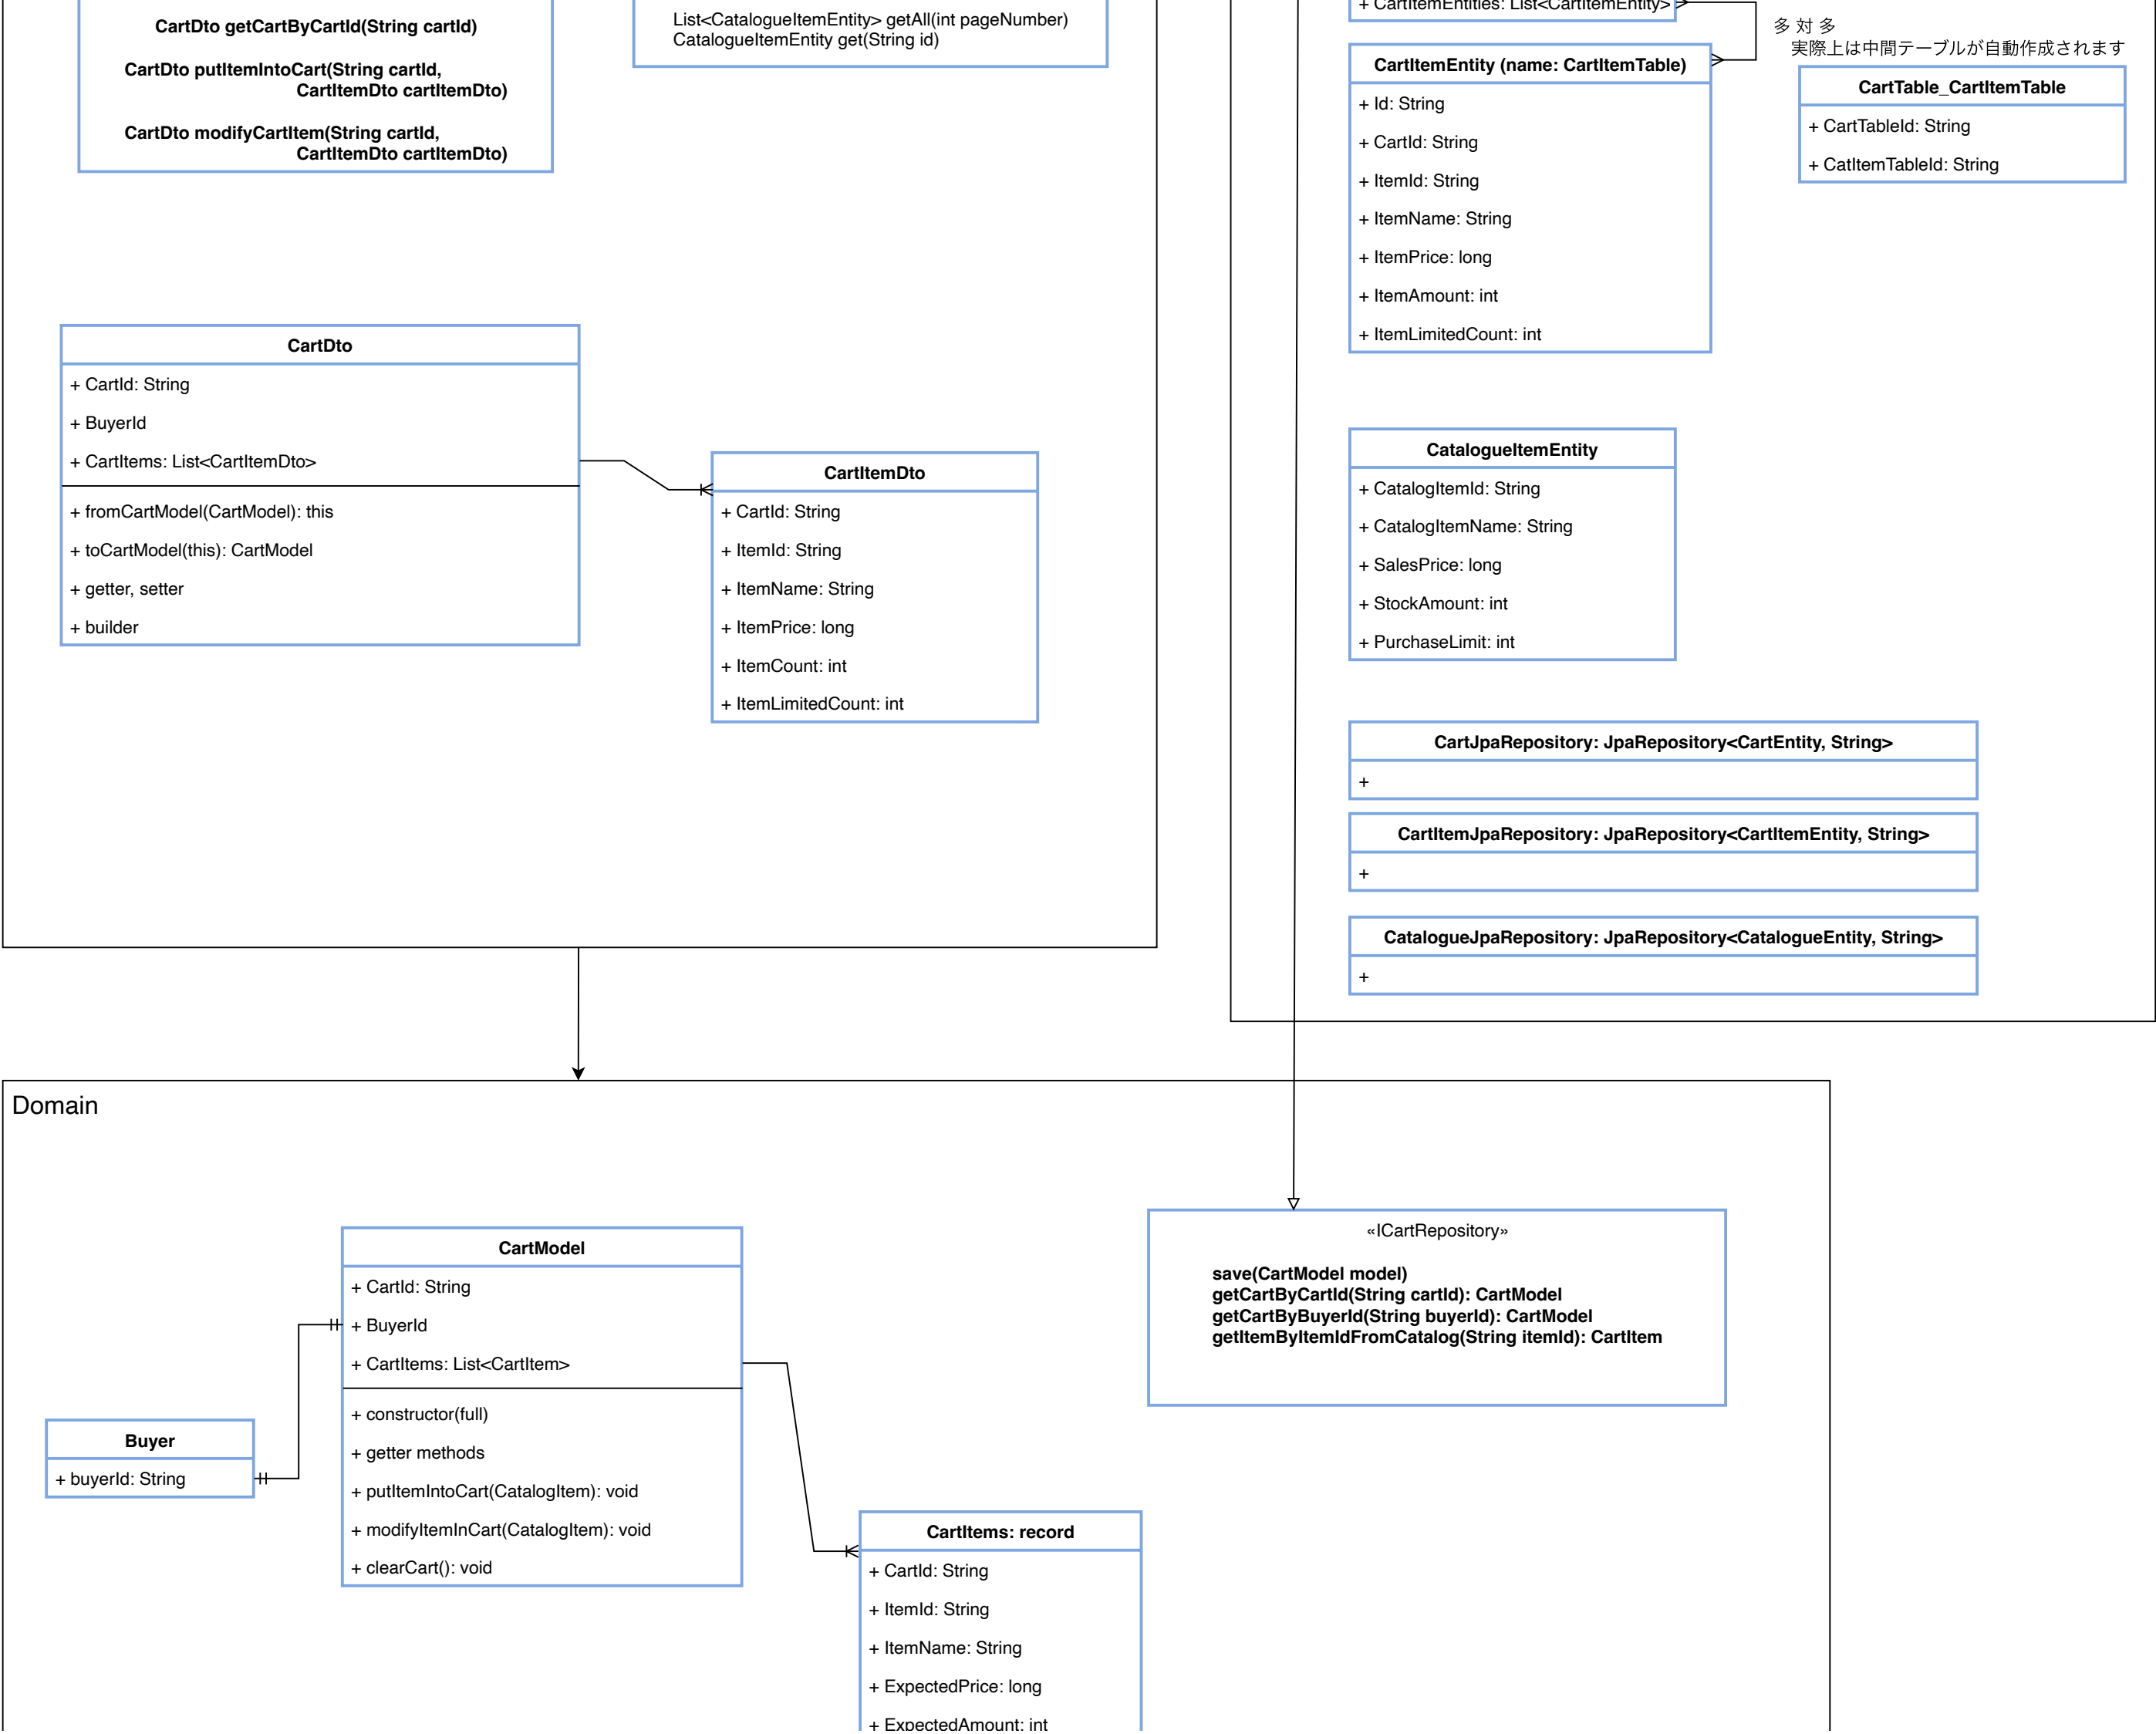 CartDto getCartByCartId(String cartId)
CartDto putItemIntoCart(String cartId,
CartItemDto cartItemDto)
CartDto modifyCartItem(String cartId,
CartItemDto cartItemDto)
List<CatalogueItemEntity> getAll(int pageNumber)
CatalogueItemEntity get(String id)
+ CartItemEntities: List<CartItemEntity>
多 対 多
実際上は中間テーブルが自動作成されます
CartItemEntity (name: CartItemTable)
+ Id: String
+ CartId: String
+ ItemId: String
+ ItemName: String
+ ItemPrice: long
+ ItemAmount: int
+ ItemLimitedCount: int
CartTable_CartItemTable
+ CartTableId: String
+ CatItemTableId: String
CartDto
+ CartId: String
+ BuyerId
+ CartItems: List<CartItemDto>
+ fromCartModel(CartModel): this
+ toCartModel(this): CartModel
+ getter, setter
+ builder
CartItemDto
+ CartId: String
+ ItemId: String
+ ItemName: String
+ ItemPrice: long
+ ItemCount: int
+ ItemLimitedCount: int
CatalogueItemEntity
+ CatalogItemId: String
+ CatalogItemName: String
+ SalesPrice: long
+ StockAmount: int
+ PurchaseLimit: int
CartJpaRepository: JpaRepository<CartEntity, String>
+
CartItemJpaRepository: JpaRepository<CartItemEntity, String>
+
CatalogueJpaRepository: JpaRepository<CatalogueEntity, String>
+
Domain
CartModel
+ CartId: String
+ BuyerId
+ CartItems: List<CartItem>
+ constructor(full)
+ getter methods
+ putItemIntoCart(CatalogItem): void
+ modifyItemInCart(CatalogItem): void
+ clearCart(): void
Buyer
+ buyerId: String
«ICartRepository»
save(CartModel model)
getCartByCartId(String cartId): CartModel
getCartByBuyerId(String buyerId): CartModel
getItemByItemIdFromCatalog(String itemId): CartItem
CartItems: record
+ CartId: String
+ ItemId: String
+ ItemName: String
+ ExpectedPrice: long
+ ExpectedAmount: int